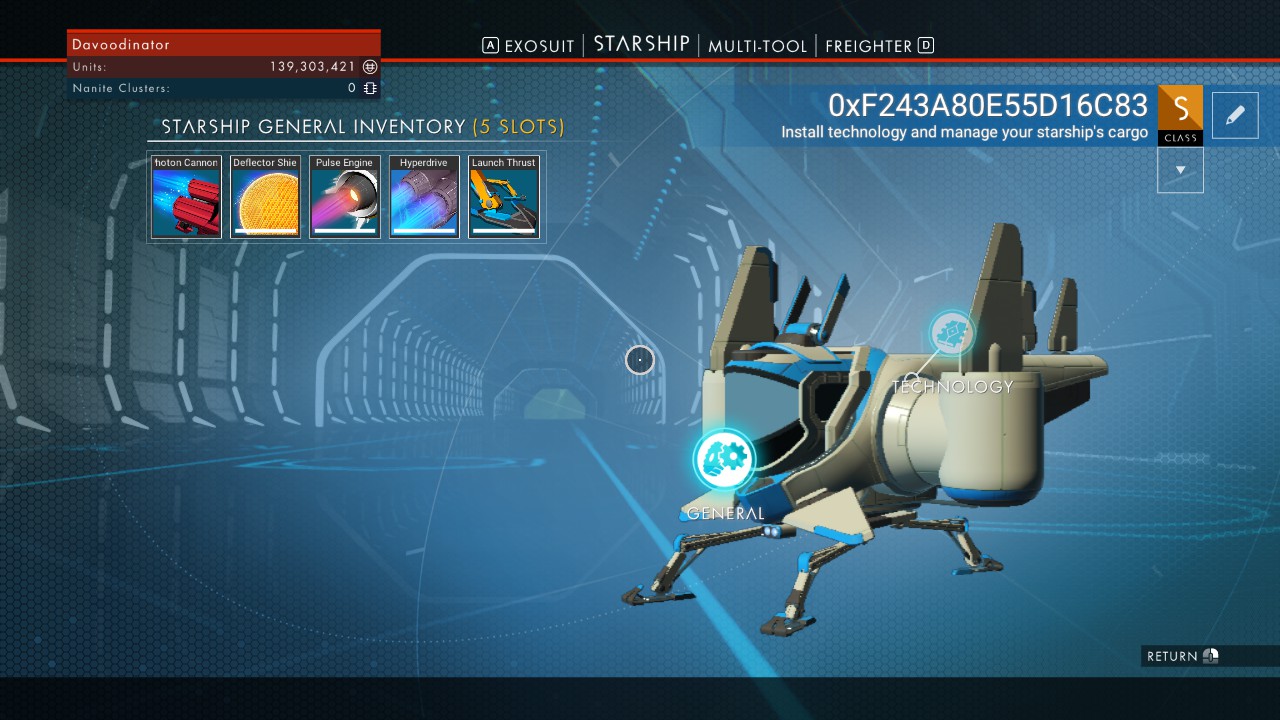 Davoodinator
Units: 139,303,421
Nanite Clusters: 0
A EXOSUIT STARSHIP MULTI-TOOL FREIGHTER D
0xF243A80E55D16C83
Install technology and manage your starship's cargo
S
CLASS
STARSHIP GENERAL INVENTORY (5 SLOTS)
hoton Cannon Deflector Shie Pulse Engine Hyperdrive Launch Thrust
TECHNOLOGY
GENERAL
RETURN